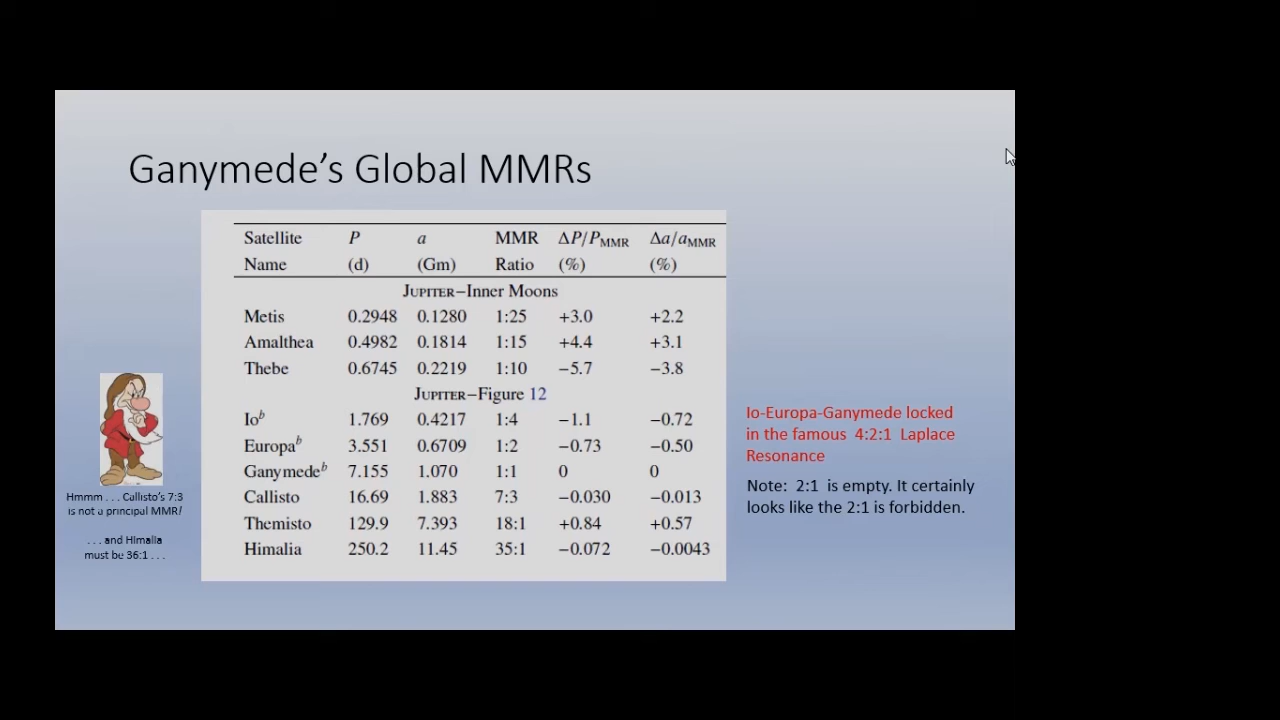 Ganymede's Global MMRs
Satellite P a MMR ΔP/PMMR Δa/aMMR
Name (d) (Gm) Ratio (%) (%)
JUPITER–Inner Moons
Metis 0.2948 0.1280 1:25 +3.0 +2.2
Amalthea 0.4982 0.1814 1:15 +4.4 +3.1
Thebe 0.6745 0.2219 1:10 −5.7 −3.8
JUPITER–Figure 12
Io^b 1.769 0.4217 1:4 −1.1 −0.72
Europa^b 3.551 0.6709 1:2 −0.73 −0.50
Ganymede^b 7.155 1.070 1:1 0 0
Callisto 16.69 1.883 7:3 −0.030 −0.013
Themisto 129.9 7.393 18:1 +0.84 +0.57
Himalia 250.2 11.45 35:1 −0.072 −0.0043
Hmmm . . . Callisto's 7:3
is not a principal MMR!
. . . and Himalia
must be 36:1 . . .
Io-Europa-Ganymede locked
in the famous 4:2:1 Laplace
Resonance
Note: 2:1 is empty. It certainly
looks like the 2:1 is forbidden.